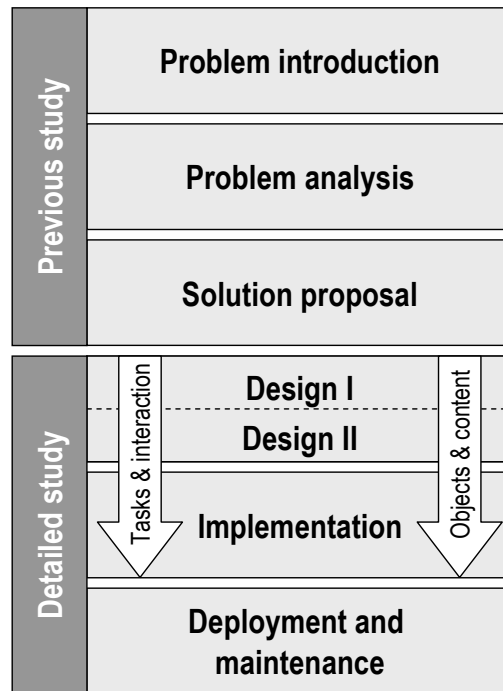 Previous study
Problem introduction
Problem analysis
Solution proposal
Detailed study
Tasks & interaction
Design I
Design II
Objects & content
Implementation
Deployment and
maintenance